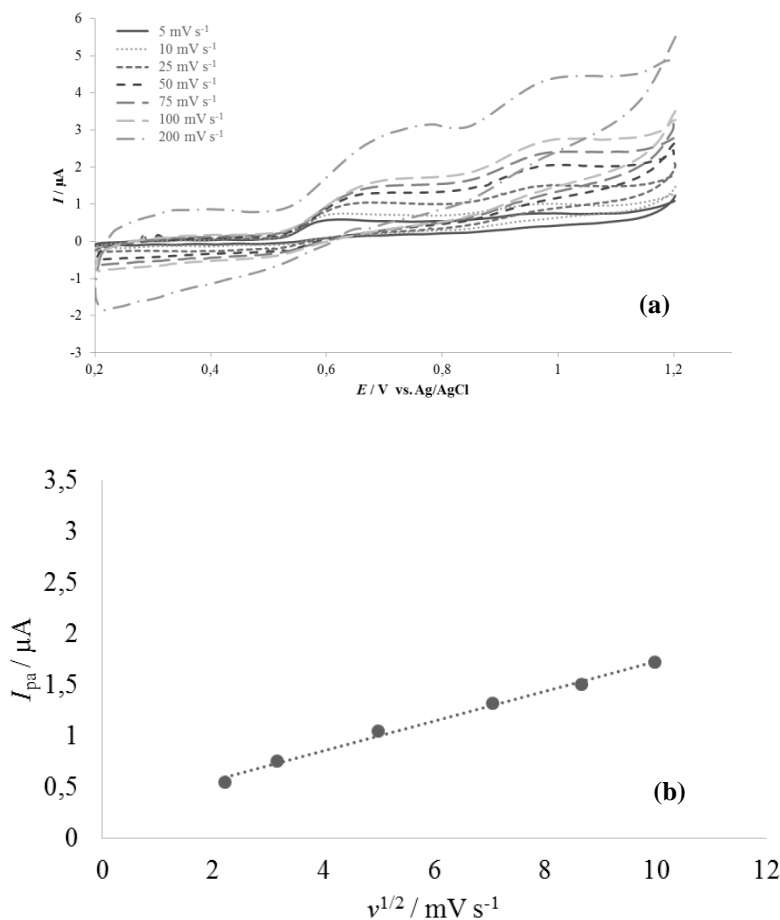 6
5
4
3
2
1
0
-1
-2
-3
I / µA
5 mV s-1
10 mV s-1
25 mV s-1
50 mV s-1
75 mV s-1
100 mV s-1
200 mV s-1
(a)
0,2 0,4 0,6 0,8 1 1,2
E / V vs. Ag/AgCl
3,5
3
2,5
2
1,5
1
0,5
0
Ipa / µA
(b)
0 2 4 6 8 10 12
v1/2 / mV s-1